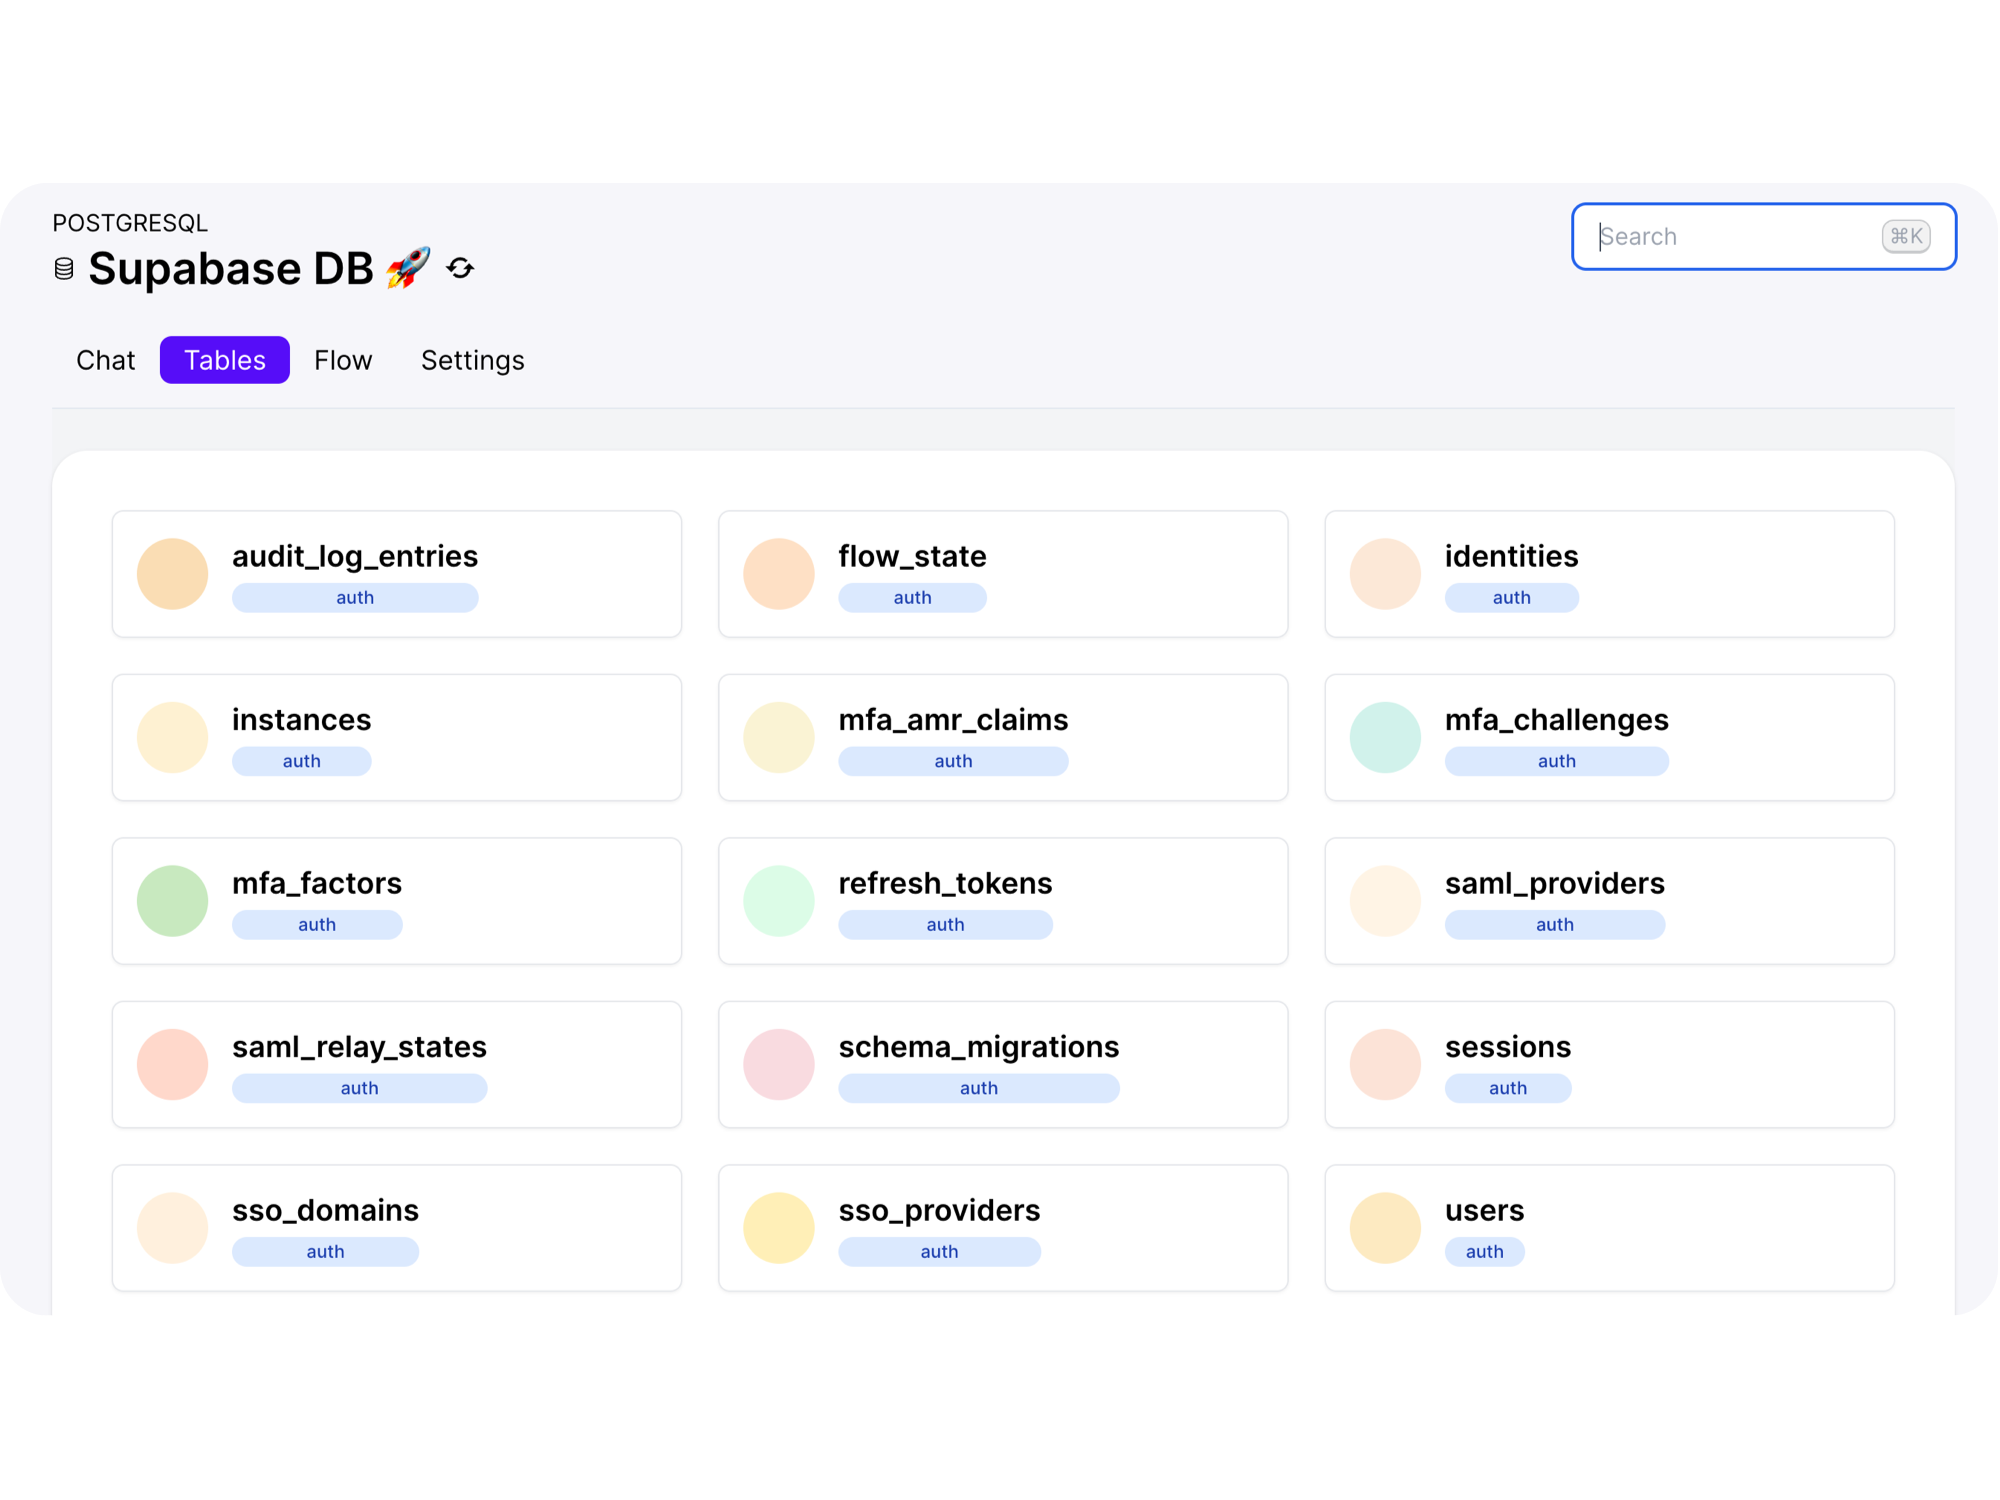 POSTGRESQL
Supabase DB 🚀
Search ⌘K
Chat Tables Flow Settings
audit_log_entries
auth
flow_state
auth
identities
auth
instances
auth
mfa_amr_claims
auth
mfa_challenges
auth
mfa_factors
auth
refresh_tokens
auth
saml_providers
auth
saml_relay_states
auth
schema_migrations
auth
sessions
auth
sso_domains
auth
sso_providers
auth
users
auth